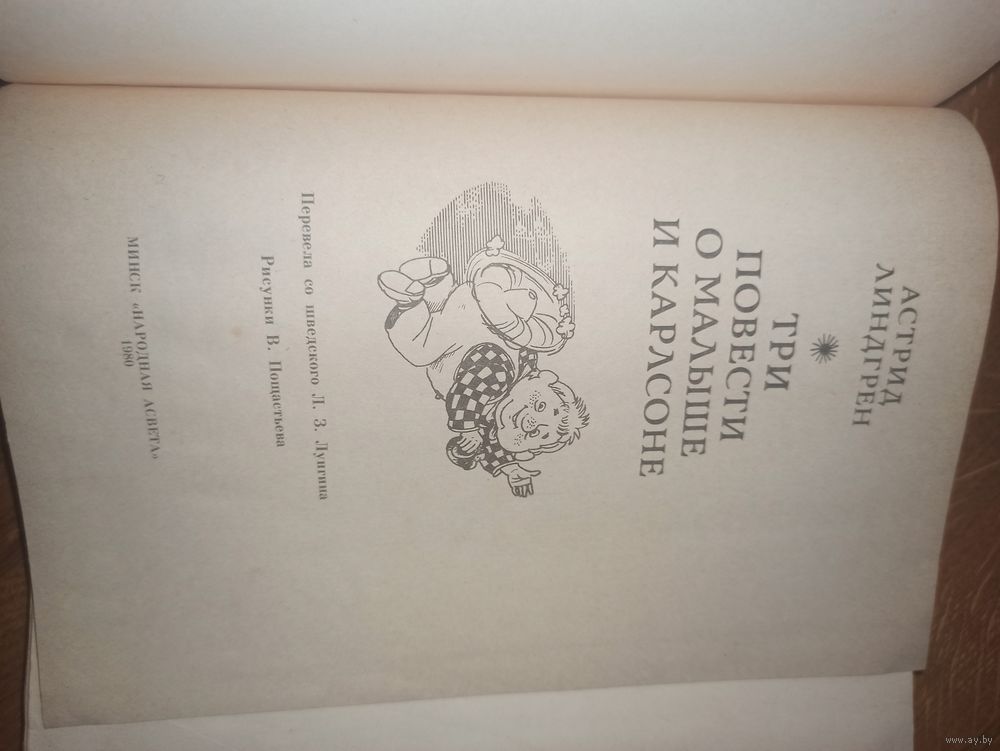 АСТРИД
ЛИНДГРЕН
ТРИ
ПОВЕСТИ
О МАЛЫШЕ
И КАРЛСОНЕ
Перевела со шведского Л. З. Лунгина
Рисунки В. Пощастьева
МИНСК «НАРОДНАЯ АСВЕТА»
1980
www.ay.by